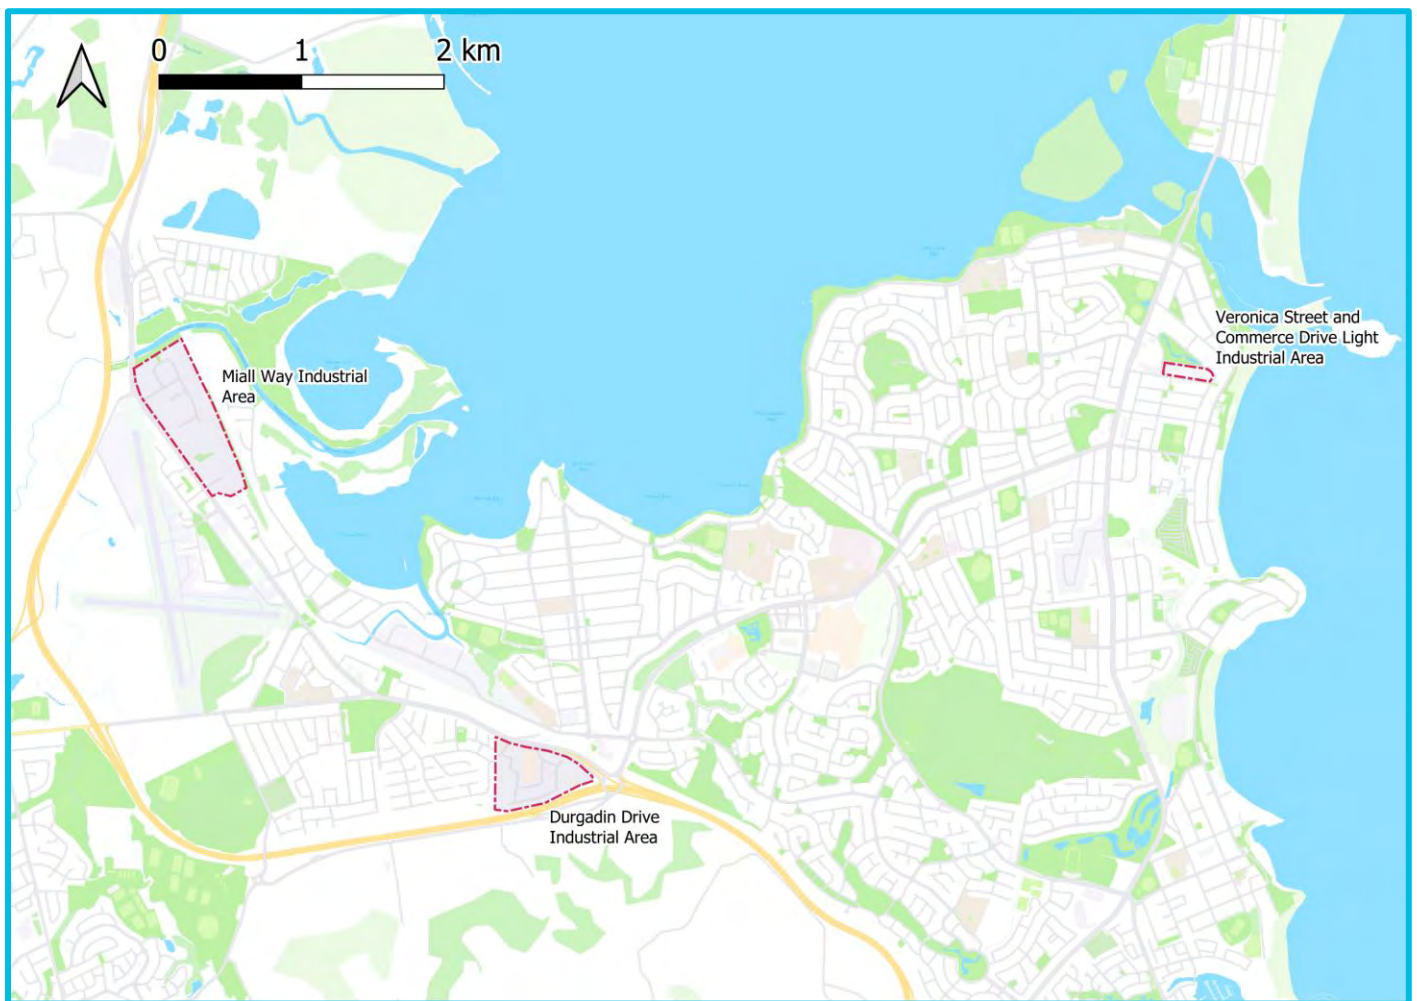 0 1 2 km
Veronica Street and
Commerce Drive Light
Industrial Area
Miall Way Industrial
Area
Durgadin Drive
Industrial Area